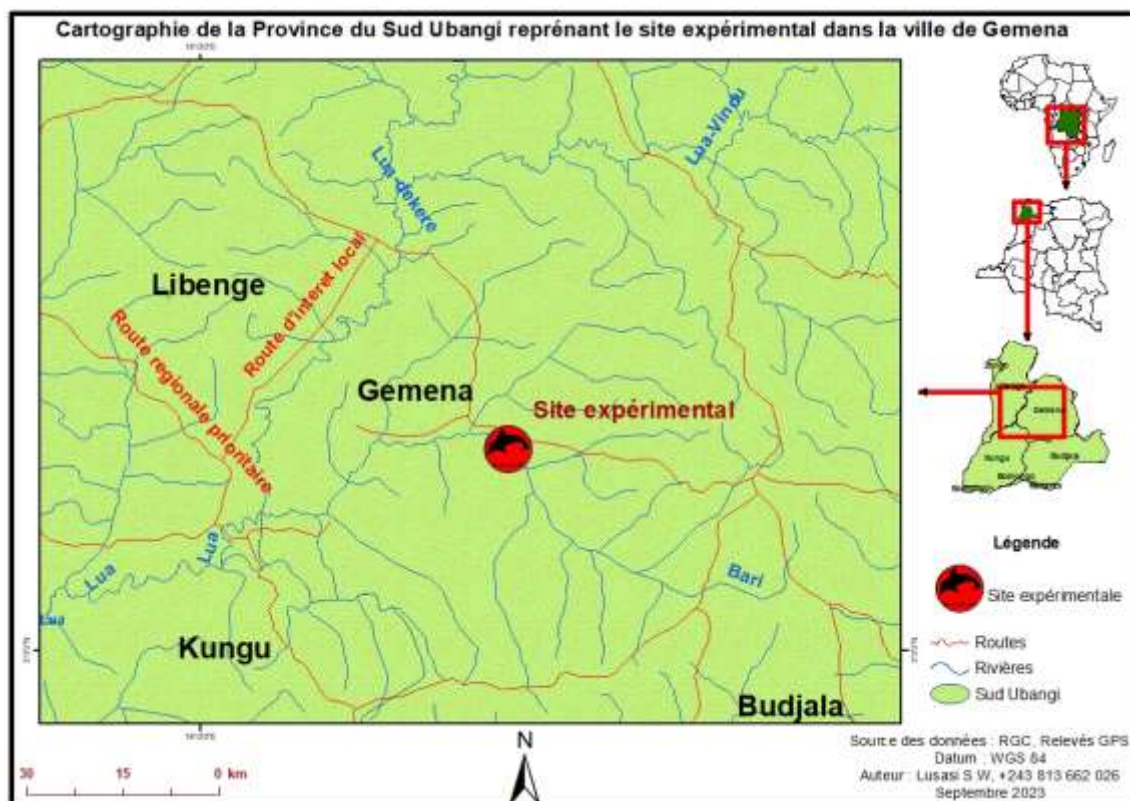 Cartographie de la Province du Sud Ubangi reprénant le site expérimental dans la ville de Gemena
Lua-Vindu
Lua-dekere
Libenge
Route d'interet local
Route regionale prioritaire
Gemena
Site expérimental
Lua
Lua
Lua
Bari
Kungu
Budjala
Kungu
Budjala
Légende
Site expérimentale
Routes
Rivières
Sud Ubangi
N
30 15 0 km
Source des données : RGC, Relevés GPS
Datum : WGS 84
Auteur : Lusasi S.W, +243 813 662 026
Septembre 2023